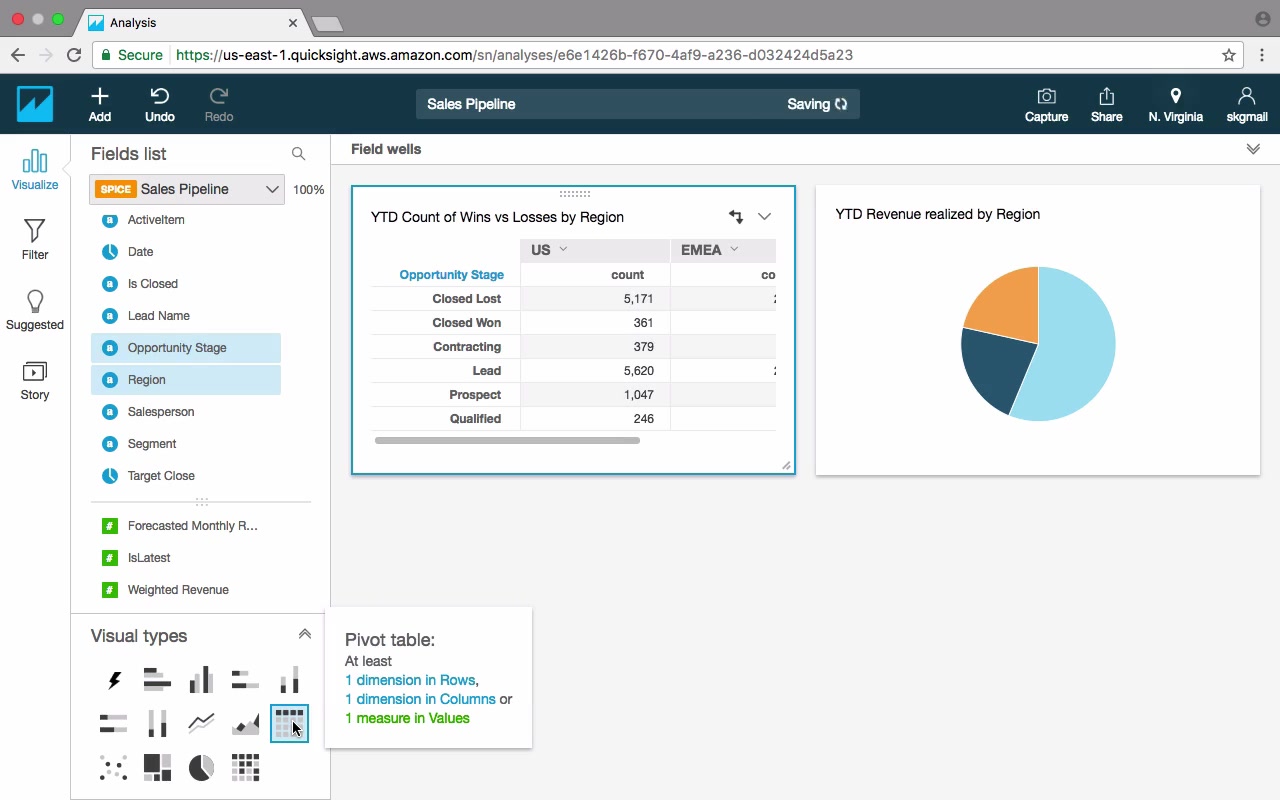 Analysis
Secure https://us-east-1.quicksight.aws.amazon.com/sn/analyses/e6e1426b-f670-4af9-a236-d032424d5a23
Add
Undo
Redo
Sales Pipeline
Saving
Capture
Share
N. Virginia
skgmail
Visualize
Filter
Suggested
Story
Fields list
SPICE Sales Pipeline 100%
a ActiveItem
Date
a Is Closed
a Lead Name
a Opportunity Stage
a Region
a Salesperson
a Segment
Target Close
# Forecasted Monthly R...
# IsLatest
# Weighted Revenue
Visual types
Field wells
YTD Count of Wins vs Losses by Region
US EMEA
Opportunity Stage count co
Closed Lost 5,171
Closed Won 361
Contracting 379
Lead 5,620
Prospect 1,047
Qualified 246
YTD Revenue realized by Region
Pivot table:
At least
1 dimension in Rows,
1 dimension in Columns or
1 measure in Values